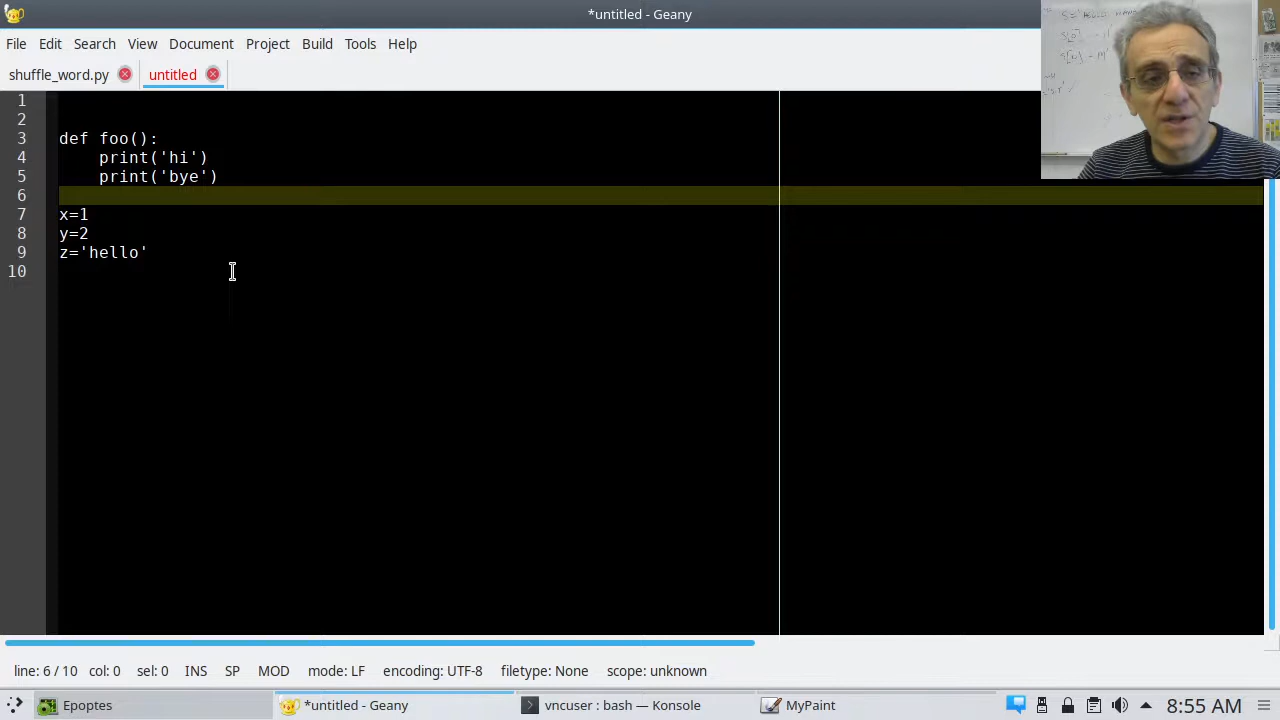 *untitled - Geany
File Edit Search View Document Project Build Tools Help
shuffle_word.py untitled
1
2
3 def foo():
4 print('hi')
5 print('bye')
6
7 x=1
8 y=2
9 z='hello'
10
line: 6 / 10 col: 0 sel: 0 INS SP MOD mode: LF encoding: UTF-8 filetype: None scope: unknown
Epoptes *untitled - Geany vncuser : bash — Konsole MyPaint 8:55 AM